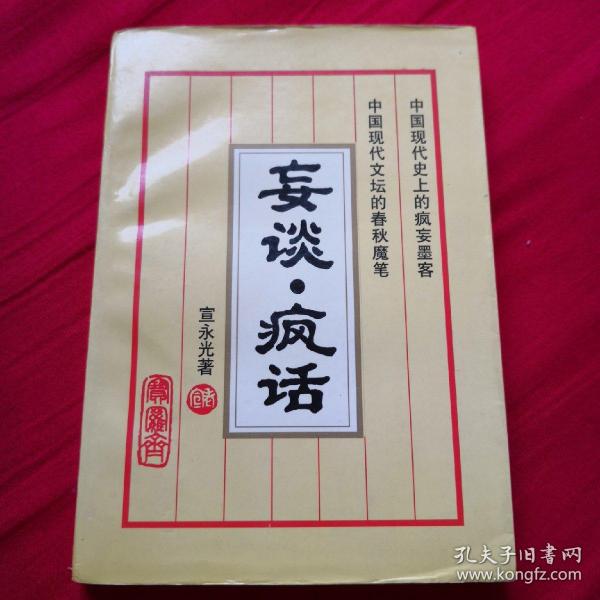 中国现代史上的疯妄墨客
中国现代文坛的春秋魔笔
妄谈·疯话
宣永光著
孔夫子旧书网
www.kongfz.com